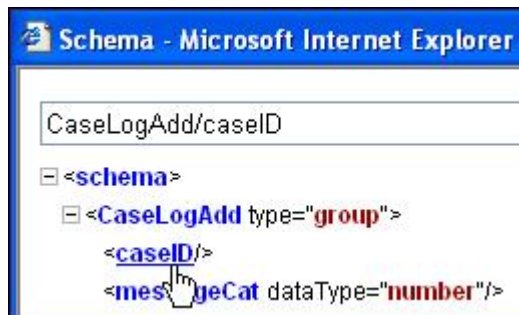 Schema - Microsoft Internet Explorer
CaseLogAdd/caseID
<schema>
<CaseLogAdd type="group">
<caseID/>
dataType="number"/>